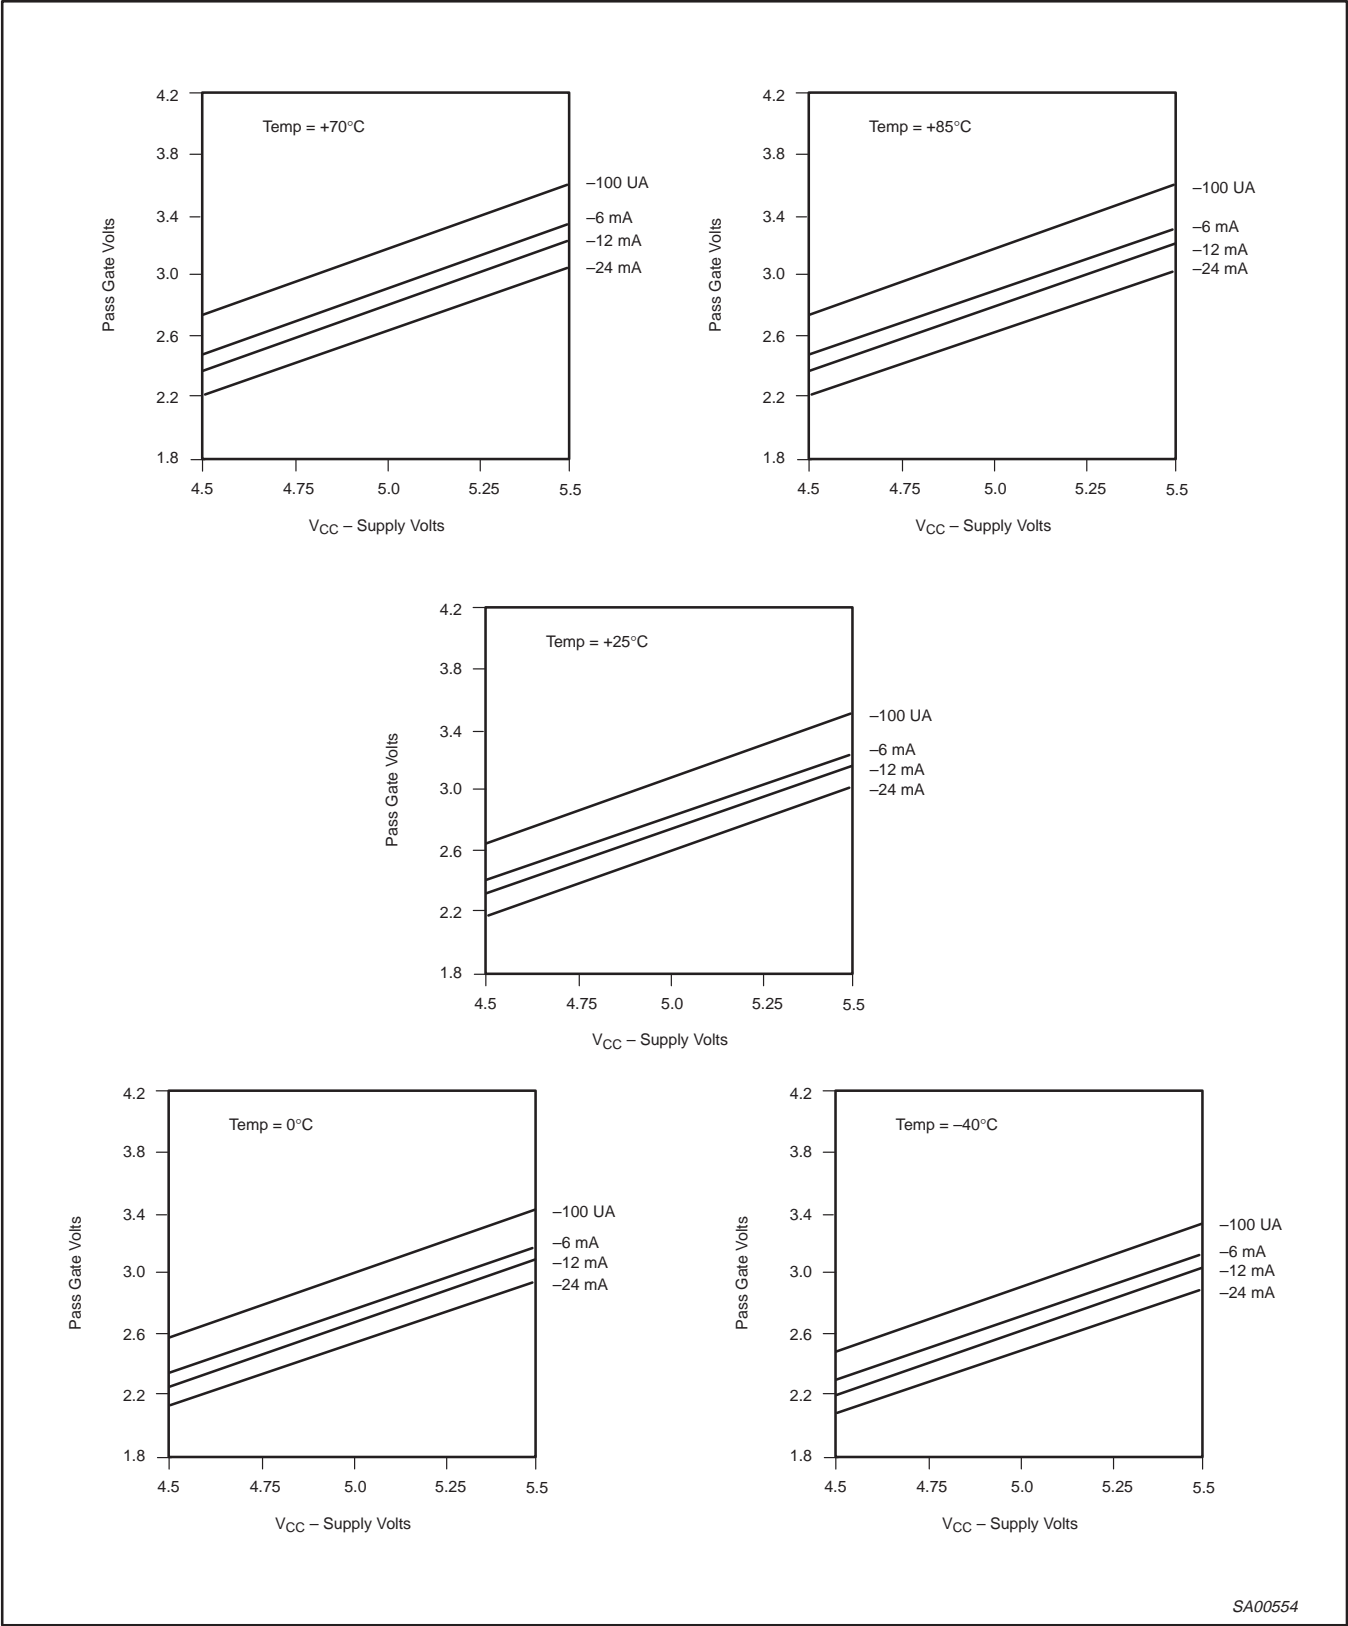 Temp = +70°C
4.2
3.8
3.4
3.0
2.6
2.2
1.8
Pass Gate Volts
–100 UA
–6 mA
–12 mA
–24 mA
4.5 4.75 5.0 5.25 5.5
VCC – Supply Volts
Temp = +85°C
4.2
3.8
3.4
3.0
2.6
2.2
1.8
Pass Gate Volts
–100 UA
–6 mA
–12 mA
–24 mA
4.5 4.75 5.0 5.25 5.5
VCC – Supply Volts
Temp = +25°C
4.2
3.8
3.4
3.0
2.6
2.2
1.8
Pass Gate Volts
–100 UA
–6 mA
–12 mA
–24 mA
4.5 4.75 5.0 5.25 5.5
VCC – Supply Volts
Temp = 0°C
4.2
3.8
3.4
3.0
2.6
2.2
1.8
Pass Gate Volts
–100 UA
–6 mA
–12 mA
–24 mA
4.5 4.75 5.0 5.25 5.5
VCC – Supply Volts
Temp = –40°C
4.2
3.8
3.4
3.0
2.6
2.2
1.8
Pass Gate Volts
–100 UA
–6 mA
–12 mA
–24 mA
4.5 4.75 5.0 5.25 5.5
VCC – Supply Volts
SA00554